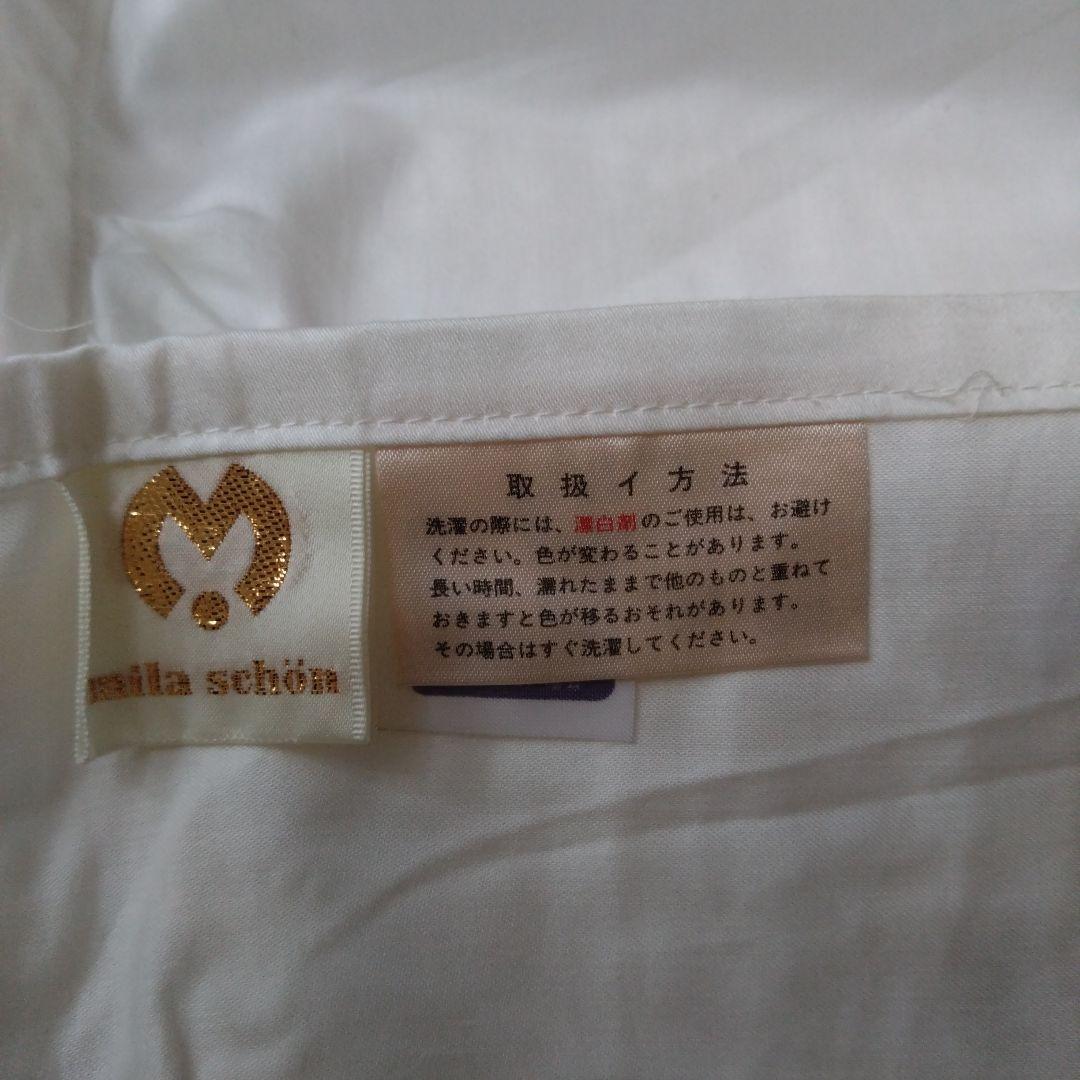 mila schön
取扱イ方法
洗濯の際には、漂白剤のご使用は、お避け
ください。色が変わることがあります。
長い時間、濡れたままで他のものと重ねて
おきますと色が移るおそれがあります。
その場合はすぐ洗濯してください。